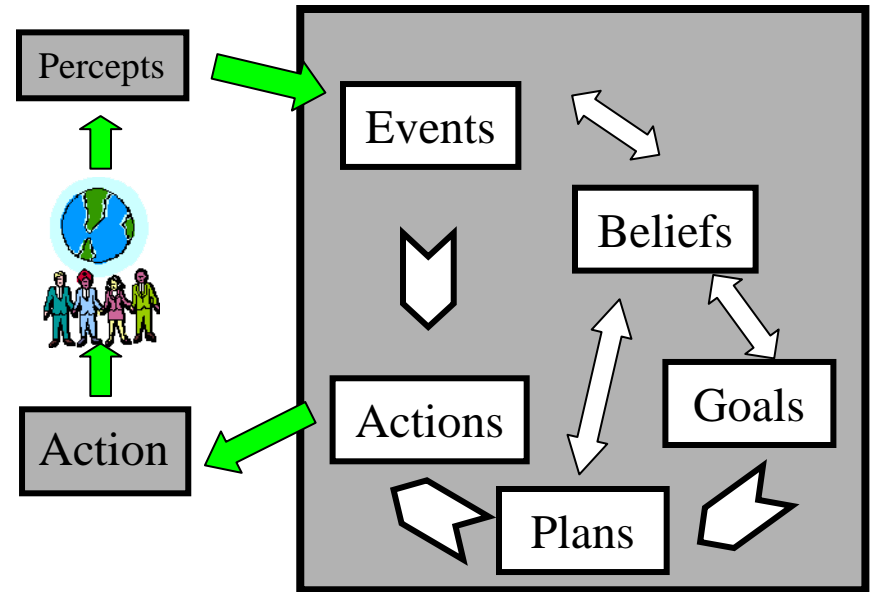 Percepts
Events
Beliefs
Actions
Goals
Action
Plans